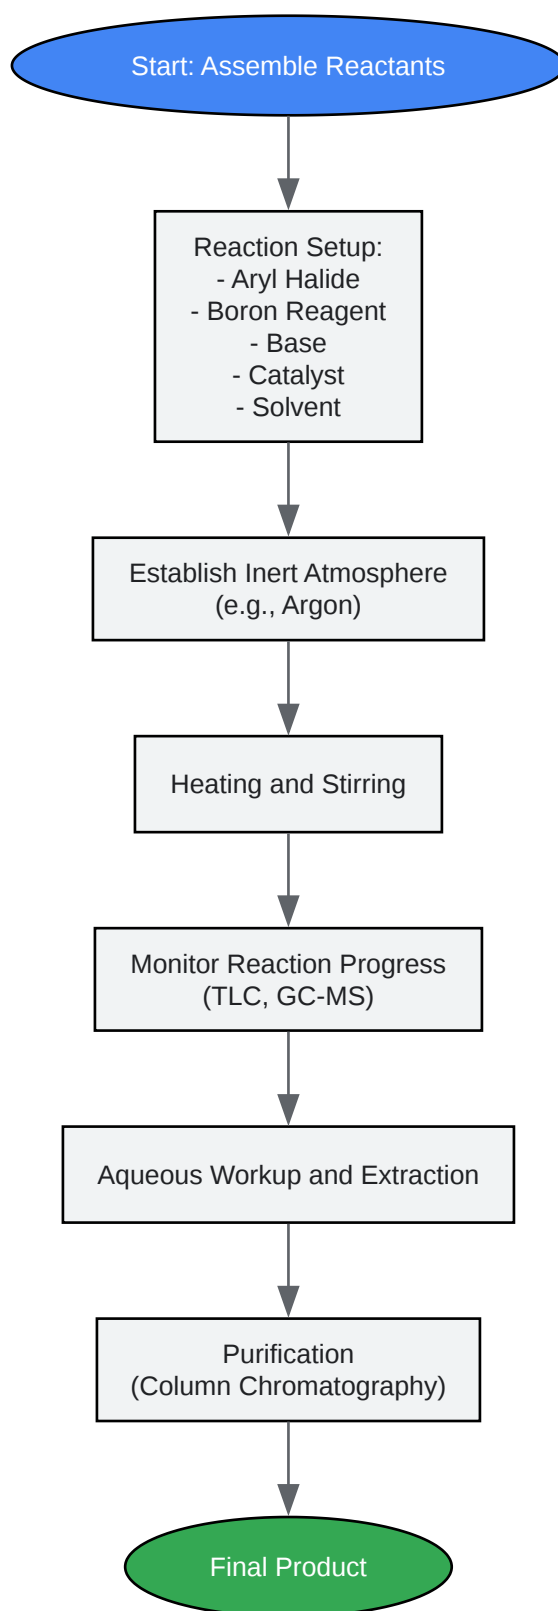 Start: Assemble Reactants
Reaction Setup:
- Aryl Halide
- Boron Reagent
- Base
- Catalyst
- Solvent
Establish Inert Atmosphere
(e.g., Argon)
Heating and Stirring
Monitor Reaction Progress
(TLC, GC-MS)
Aqueous Workup and Extraction
Purification
(Column Chromatography)
Final Product